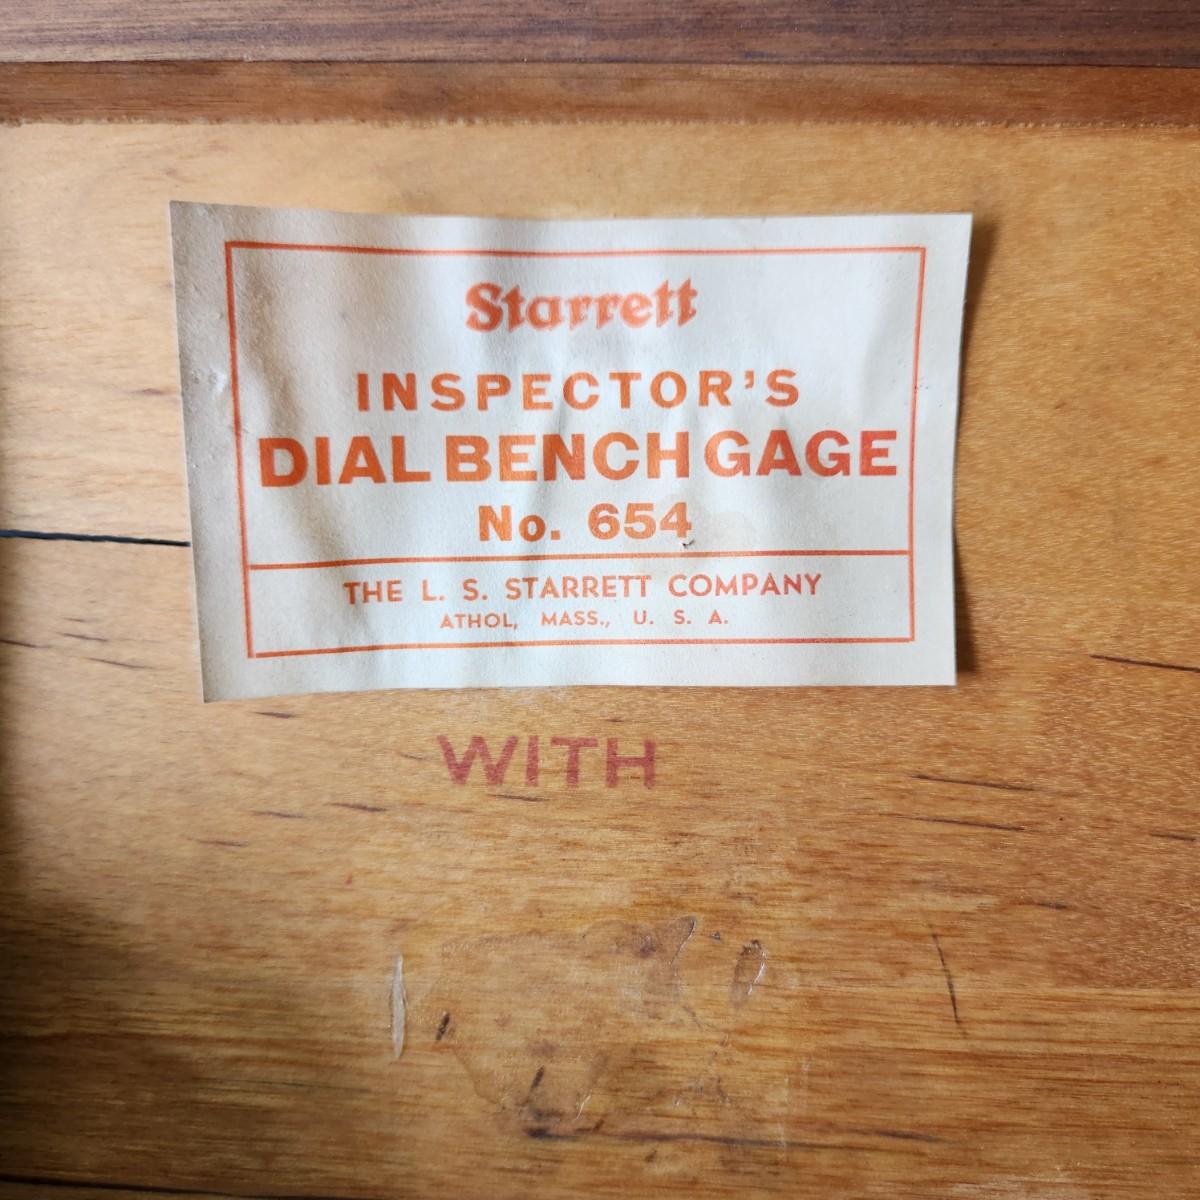 Starrett
INSPECTOR'S
DIAL BENCH GAGE
No. 654
THE L. S. STARRETT COMPANY
ATHOL, MASS., U. S. A.
WITH